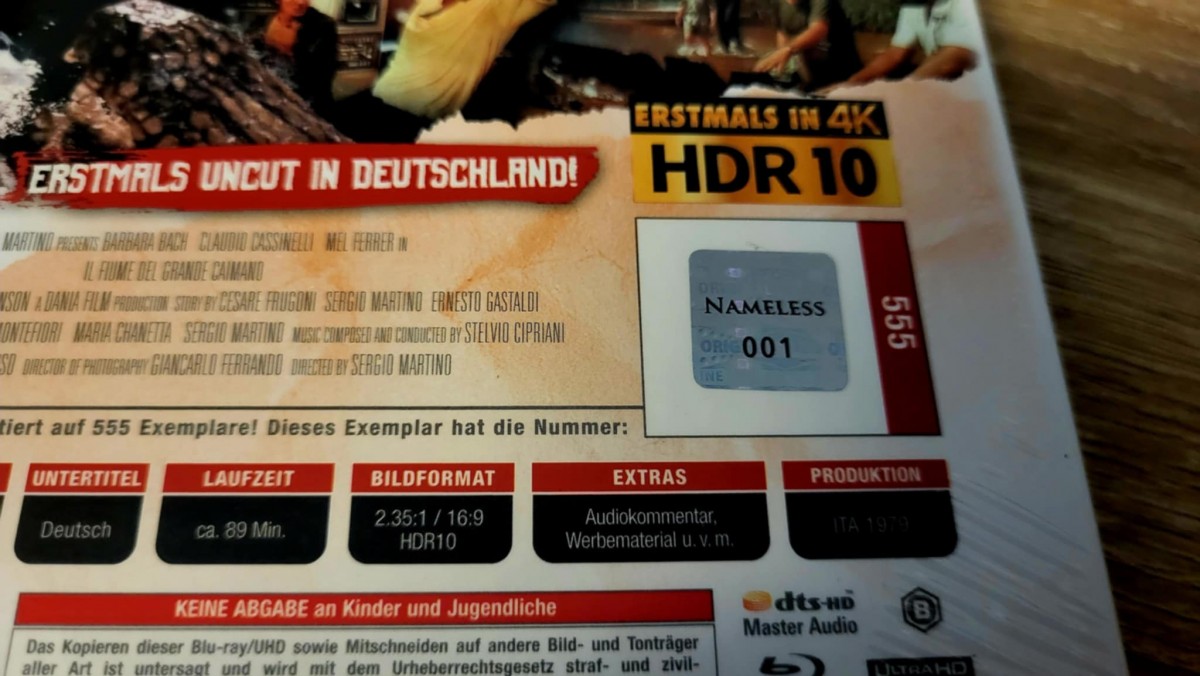 ERSTMALS IN 4K
HDR 10
ERSTMALS UNCUT IN DEUTSCHLAND!
MARTINO PRESENTS BARBARA BACH CLAUDIO CASSINELLI MEL FERRER IN
IL FIUME DEL GRANDE CAIMANO
NSON A DANIA FILM PRODUCTION STORY BY CESARE FRUGONI SERGIO MARTINO ERNESTO GASTALDI
MONTEFIORI MARIA CHANETTA SERGIO MARTINO MUSIC COMPOSED AND CONDUCTED BY STELVIO CIPRIANI
SO DIRECTOR OF PHOTOGRAPHY GIANCARLO FERRANDO DIRECTED BY SERGIO MARTINO
NAMELESS
001
555
tiert auf 555 Exemplare! Dieses Exemplar hat die Nummer:
UNTERTITEL
Deutsch
LAUFZEIT
ca. 89 Min.
BILDFORMAT
2.35:1 / 16:9
HDR10
EXTRAS
Audiokommentar,
Werbematerial u. v. m.
PRODUKTION
ITA 1979
KEINE ABGABE an Kinder und Jugendliche
Das Kopieren dieser Blu-ray/UHD sowie Mitschneiden auf andere Bild- und Tonträger
aller Art ist untersagt und wird mit dem Urheberrechtsgesetz straf- und zivil-
dts-HD
Master Audio
B
ULTRA HD